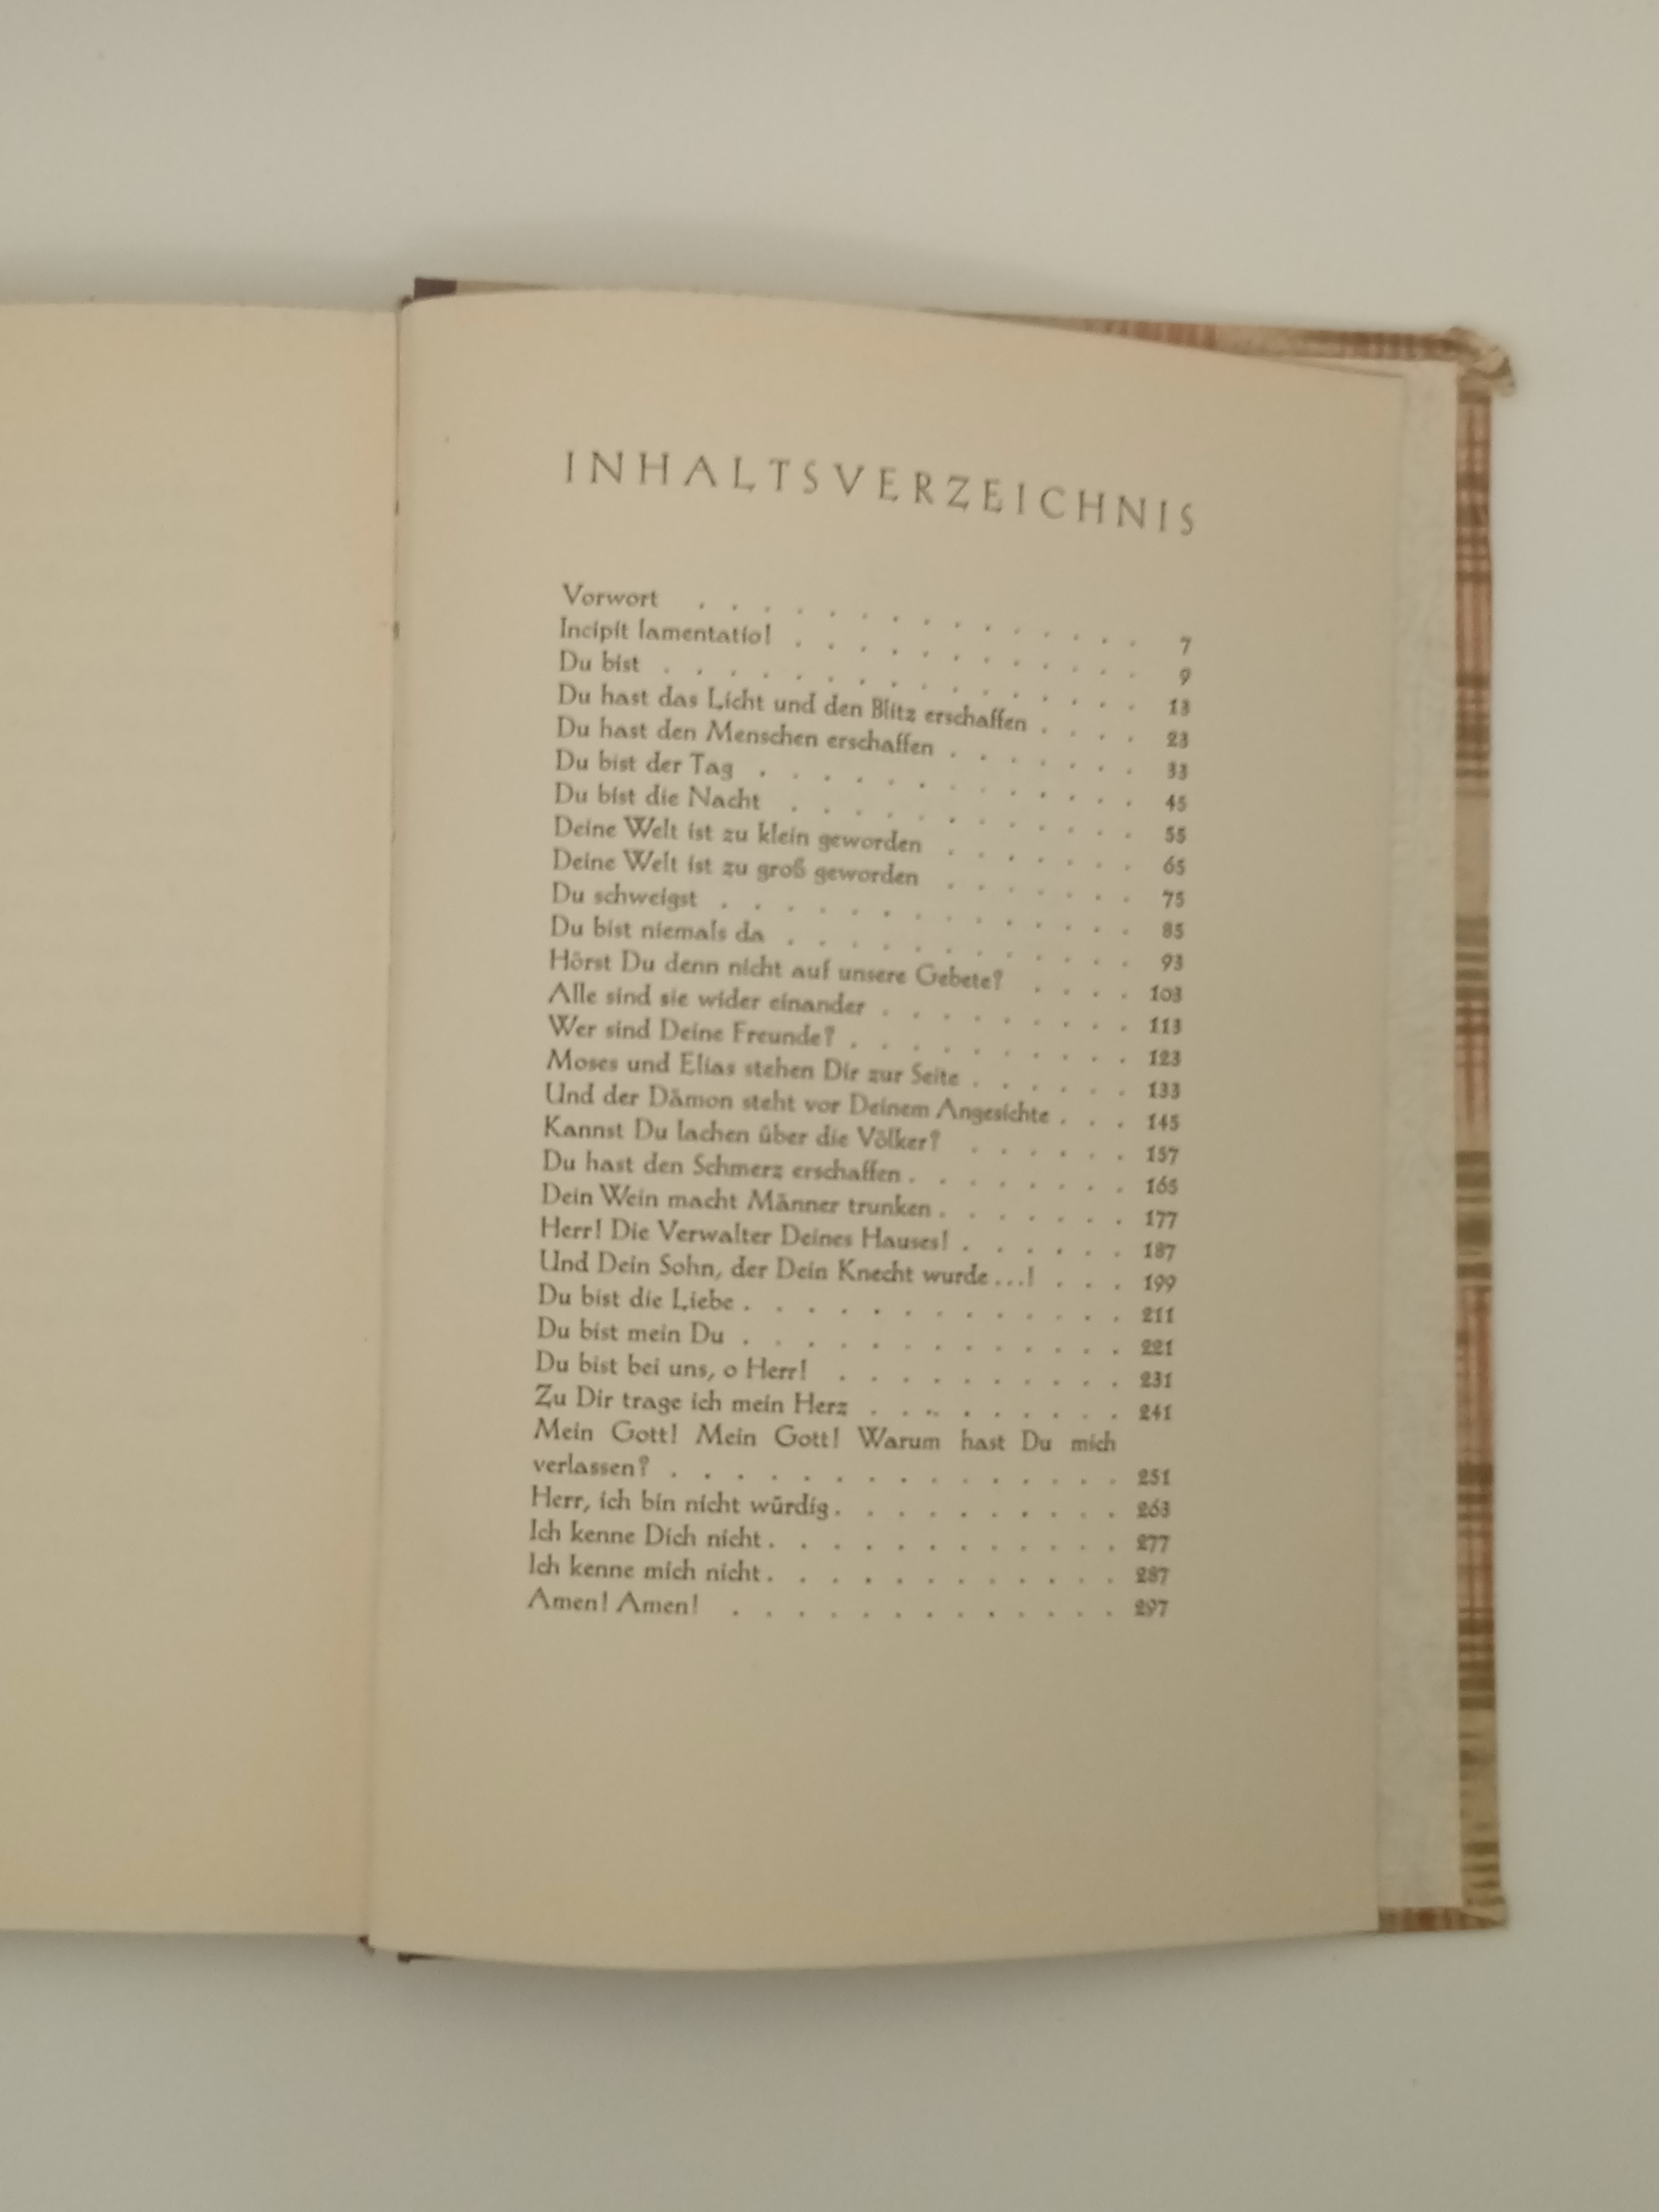 INHALTSVERZEICHNIS
Vorwort . . . . . . . . . . . . . . 7
Incipit lamentatio! . . . . . . . . . . . 9
Du bist . . . . . . . . . . . . . . . 13
Du hast das Licht und den Blitz erschaffen . . . . 23
Du hast den Menschen erschaffen . . . . . . . 33
Du bist der Tag . . . . . . . . . . . . 45
Du bist die Nacht . . . . . . . . . . . 55
Deine Welt ist zu klein geworden . . . . . . 65
Deine Welt ist zu groß geworden . . . . . . 75
Du schweigst . . . . . . . . . . . . . 85
Du bist niemals da . . . . . . . . . . . 93
Hörst Du denn nicht auf unsere Gebete? . . . . 103
Alle sind sie wider einander . . . . . . . . 113
Wer sind Deine Freunde? . . . . . . . . . 123
Moses und Elias stehen Dir zur Seite . . . . . 133
Und der Dämon steht vor Deinem Angesichte . . . 145
Kannst Du lachen über die Völker? . . . . . 157
Du hast den Schmerz erschaffen . . . . . . . 165
Dein Wein macht Männer trunken . . . . . . 177
Herr! Die Verwalter Deines Hauses! . . . . . . 187
Und Dein Sohn, der Dein Knecht wurde ...! . . . 199
Du bist die Liebe . . . . . . . . . . . . 211
Du bist mein Du . . . . . . . . . . . . 221
Du bist bei uns, o Herr! . . . . . . . . . 231
Zu Dir trage ich mein Herz . . . . . . . . 241
Mein Gott! Mein Gott! Warum hast Du mich
verlassen? . . . . . . . . . . . . . . 251
Herr, ich bin nicht würdig . . . . . . . . . 263
Ich kenne Dich nicht . . . . . . . . . . . 277
Ich kenne mich nicht . . . . . . . . . . . 287
Amen! Amen! . . . . . . . . . . . . . 297